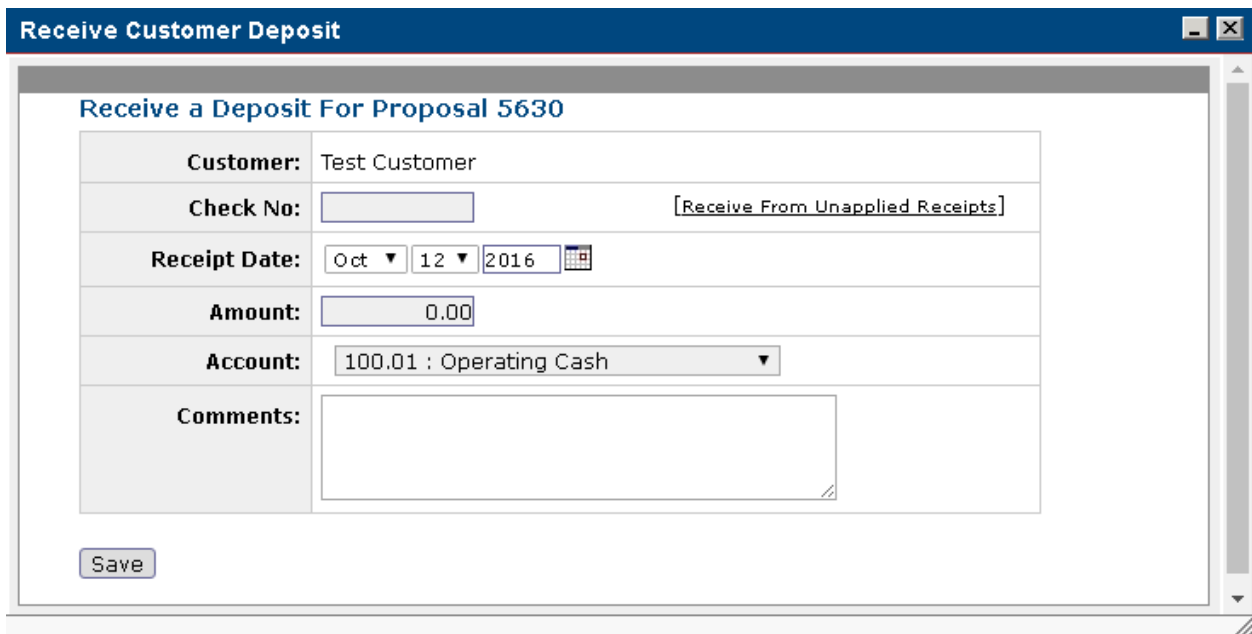 Receive Customer Deposit
Receive a Deposit For Proposal 5630
Customer: Test Customer
Check No: [Receive From Unapplied Receipts]
Receipt Date: Oct 12 2016
Amount: 0.00
Account: 100.01 : Operating Cash
Comments:
Save